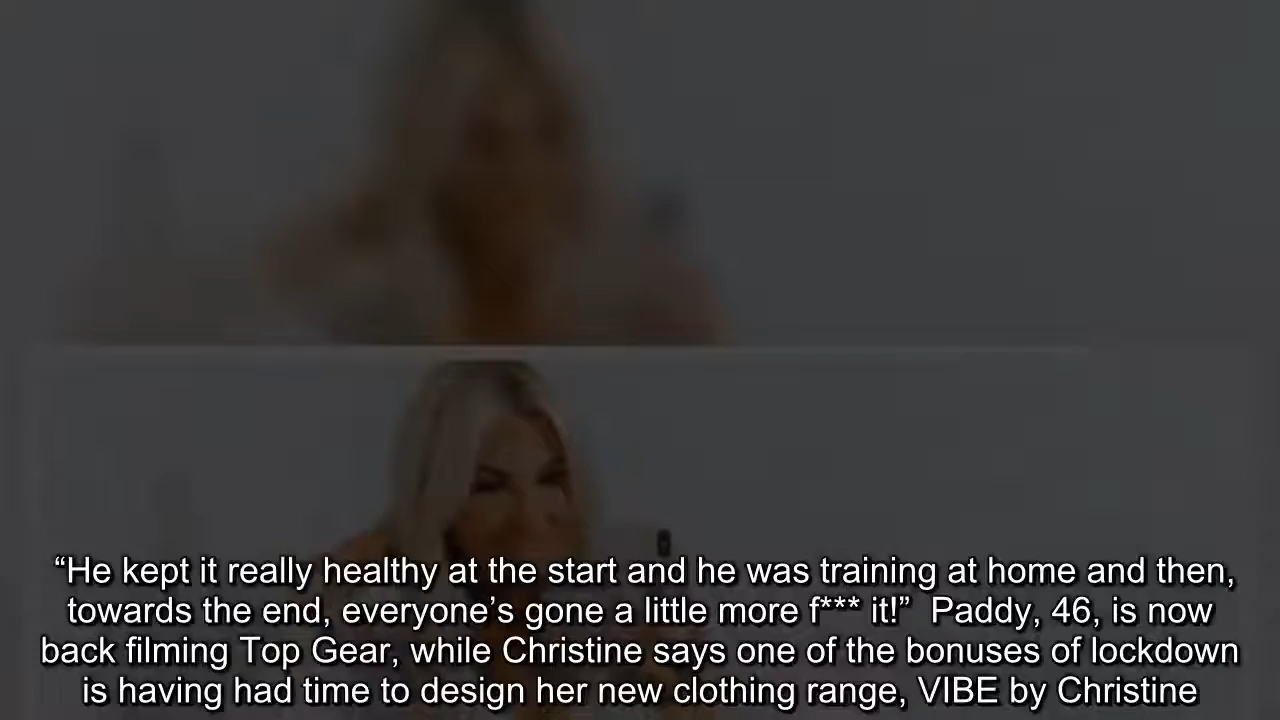 “He kept it really healthy at the start and he was training at home and then,
towards the end, everyone’s gone a little more f*** it!”  Paddy, 46, is now
back filming Top Gear, while Christine says one of the bonuses of lockdown
is having had time to design her new clothing range, VIBE by Christine